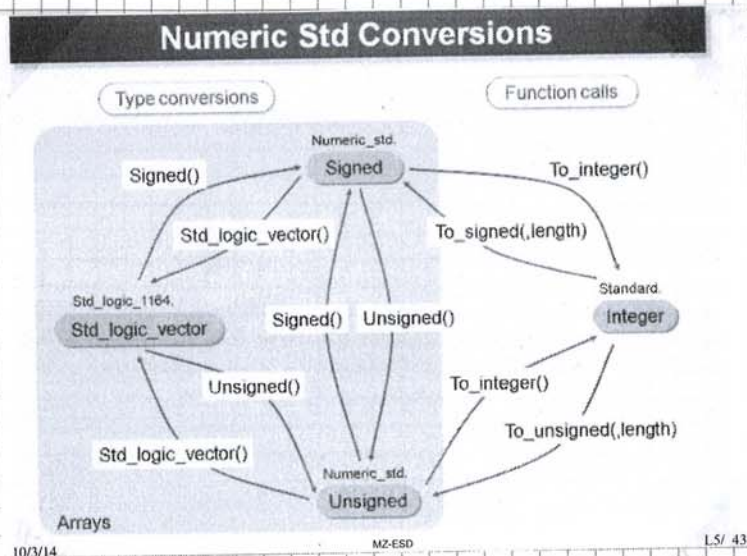 Numeric Std Conversions
Type conversions
Function calls
Numeric_std.
Signed
Signed()
To_integer()
Std_logic_vector()
To_signed(,length)
Std_logic_1164.
Std_logic_vector
Signed()
Unsigned()
Standard.
Integer
Unsigned()
To_integer()
Std_logic_vector()
To_unsigned(,length)
Numeric_std.
Unsigned
Arrays
10/3/14
MZ-ESD
L5/ 43